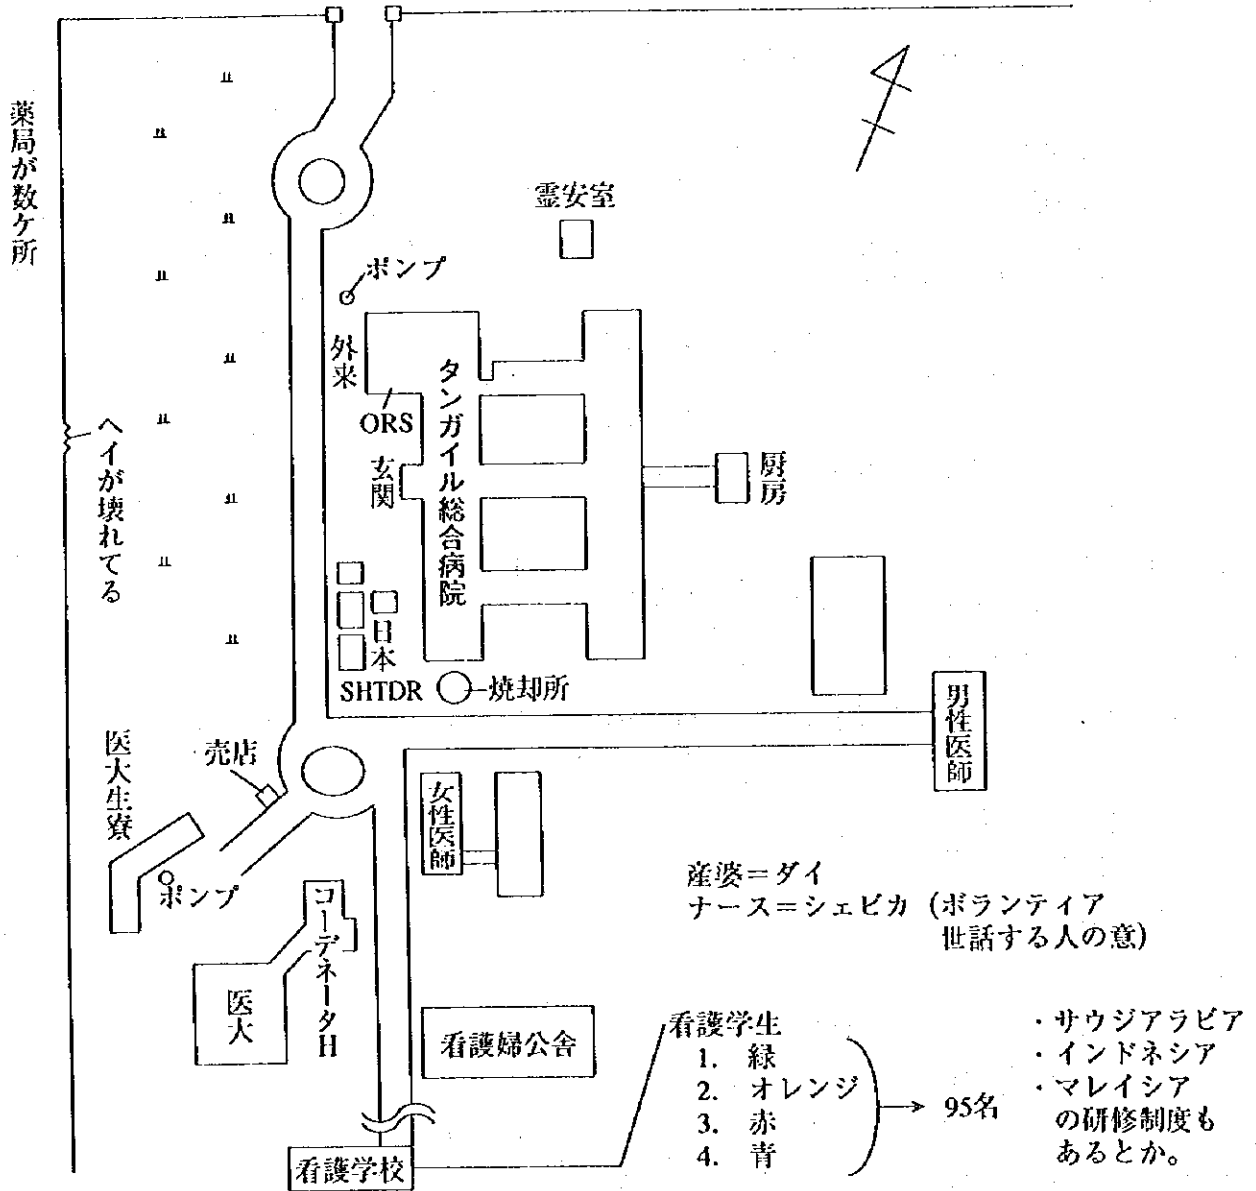 薬局が数ケ所
霊安室
ポンプ
外来
ORS
タンガイル総合病院
玄関
厨房
ヘイが壊れてる
日本
SHTDR
焼却所
男性医師
医大生寮
売店
女性医師
ポンプ
産婆＝ダイ
ナース＝シェビカ（ボランティア
世話する人の意）
コーデネータH
医大
看護婦公舎
看護学生
1. 緑
2. オレンジ
3. 赤
4. 青
95名
・サウジアラビア
・インドネシア
・マレイシア
の研修制度も
あるとか。
看護学校